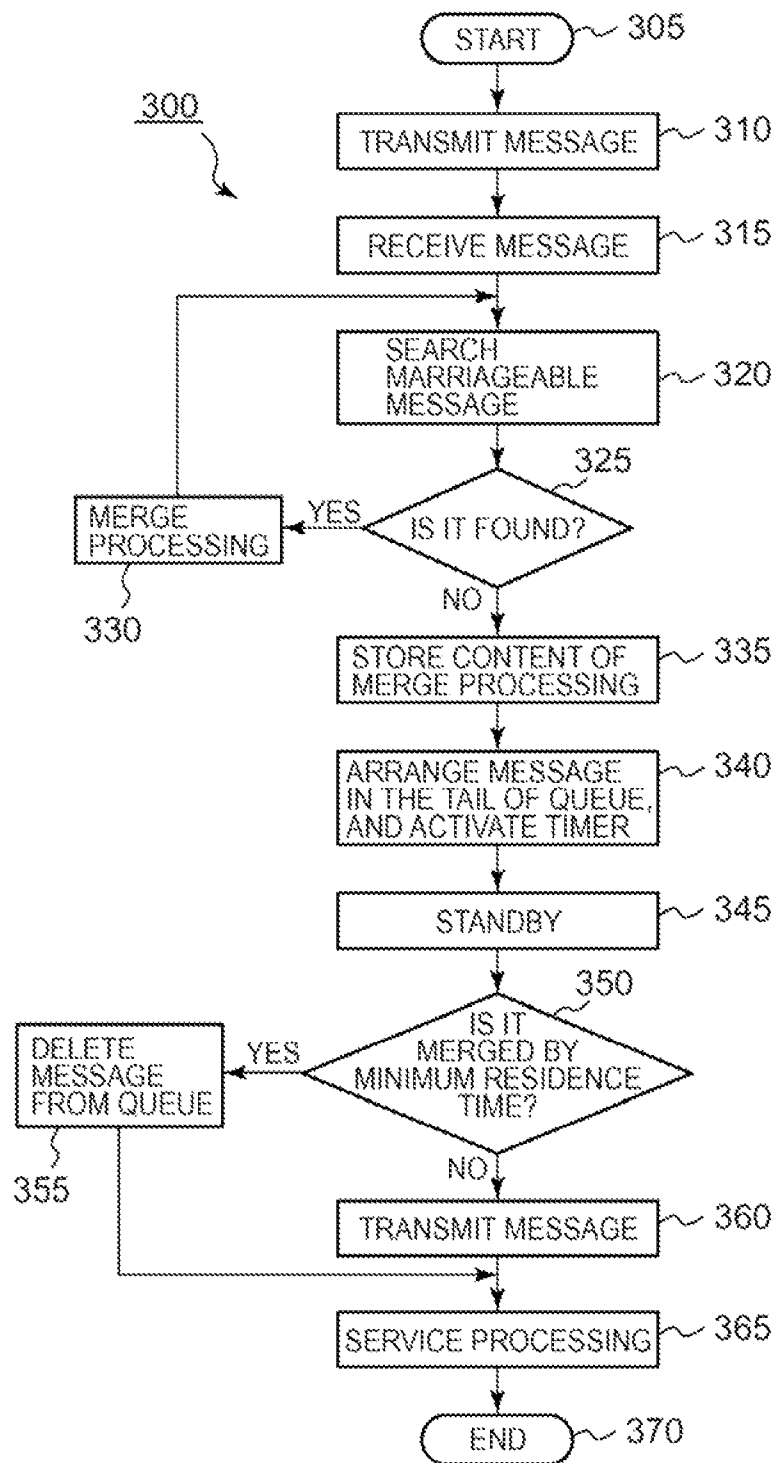 START
305
300
TRANSMIT MESSAGE
310
RECEIVE MESSAGE
315
SEARCH
MARRIAGEABLE
MESSAGE
320
325
IS IT FOUND?
YES
MERGE
PROCESSING
330
NO
STORE CONTENT OF
MERGE PROCESSING
335
ARRANGE MESSAGE
IN THE TAIL OF QUEUE,
AND ACTIVATE TIMER
340
STANDBY
345
350
IS IT
MERGED BY
MINIMUM RESIDENCE
TIME?
YES
DELETE
MESSAGE
FROM QUEUE
355
NO
TRANSMIT MESSAGE
360
SERVICE PROCESSING
365
END
370